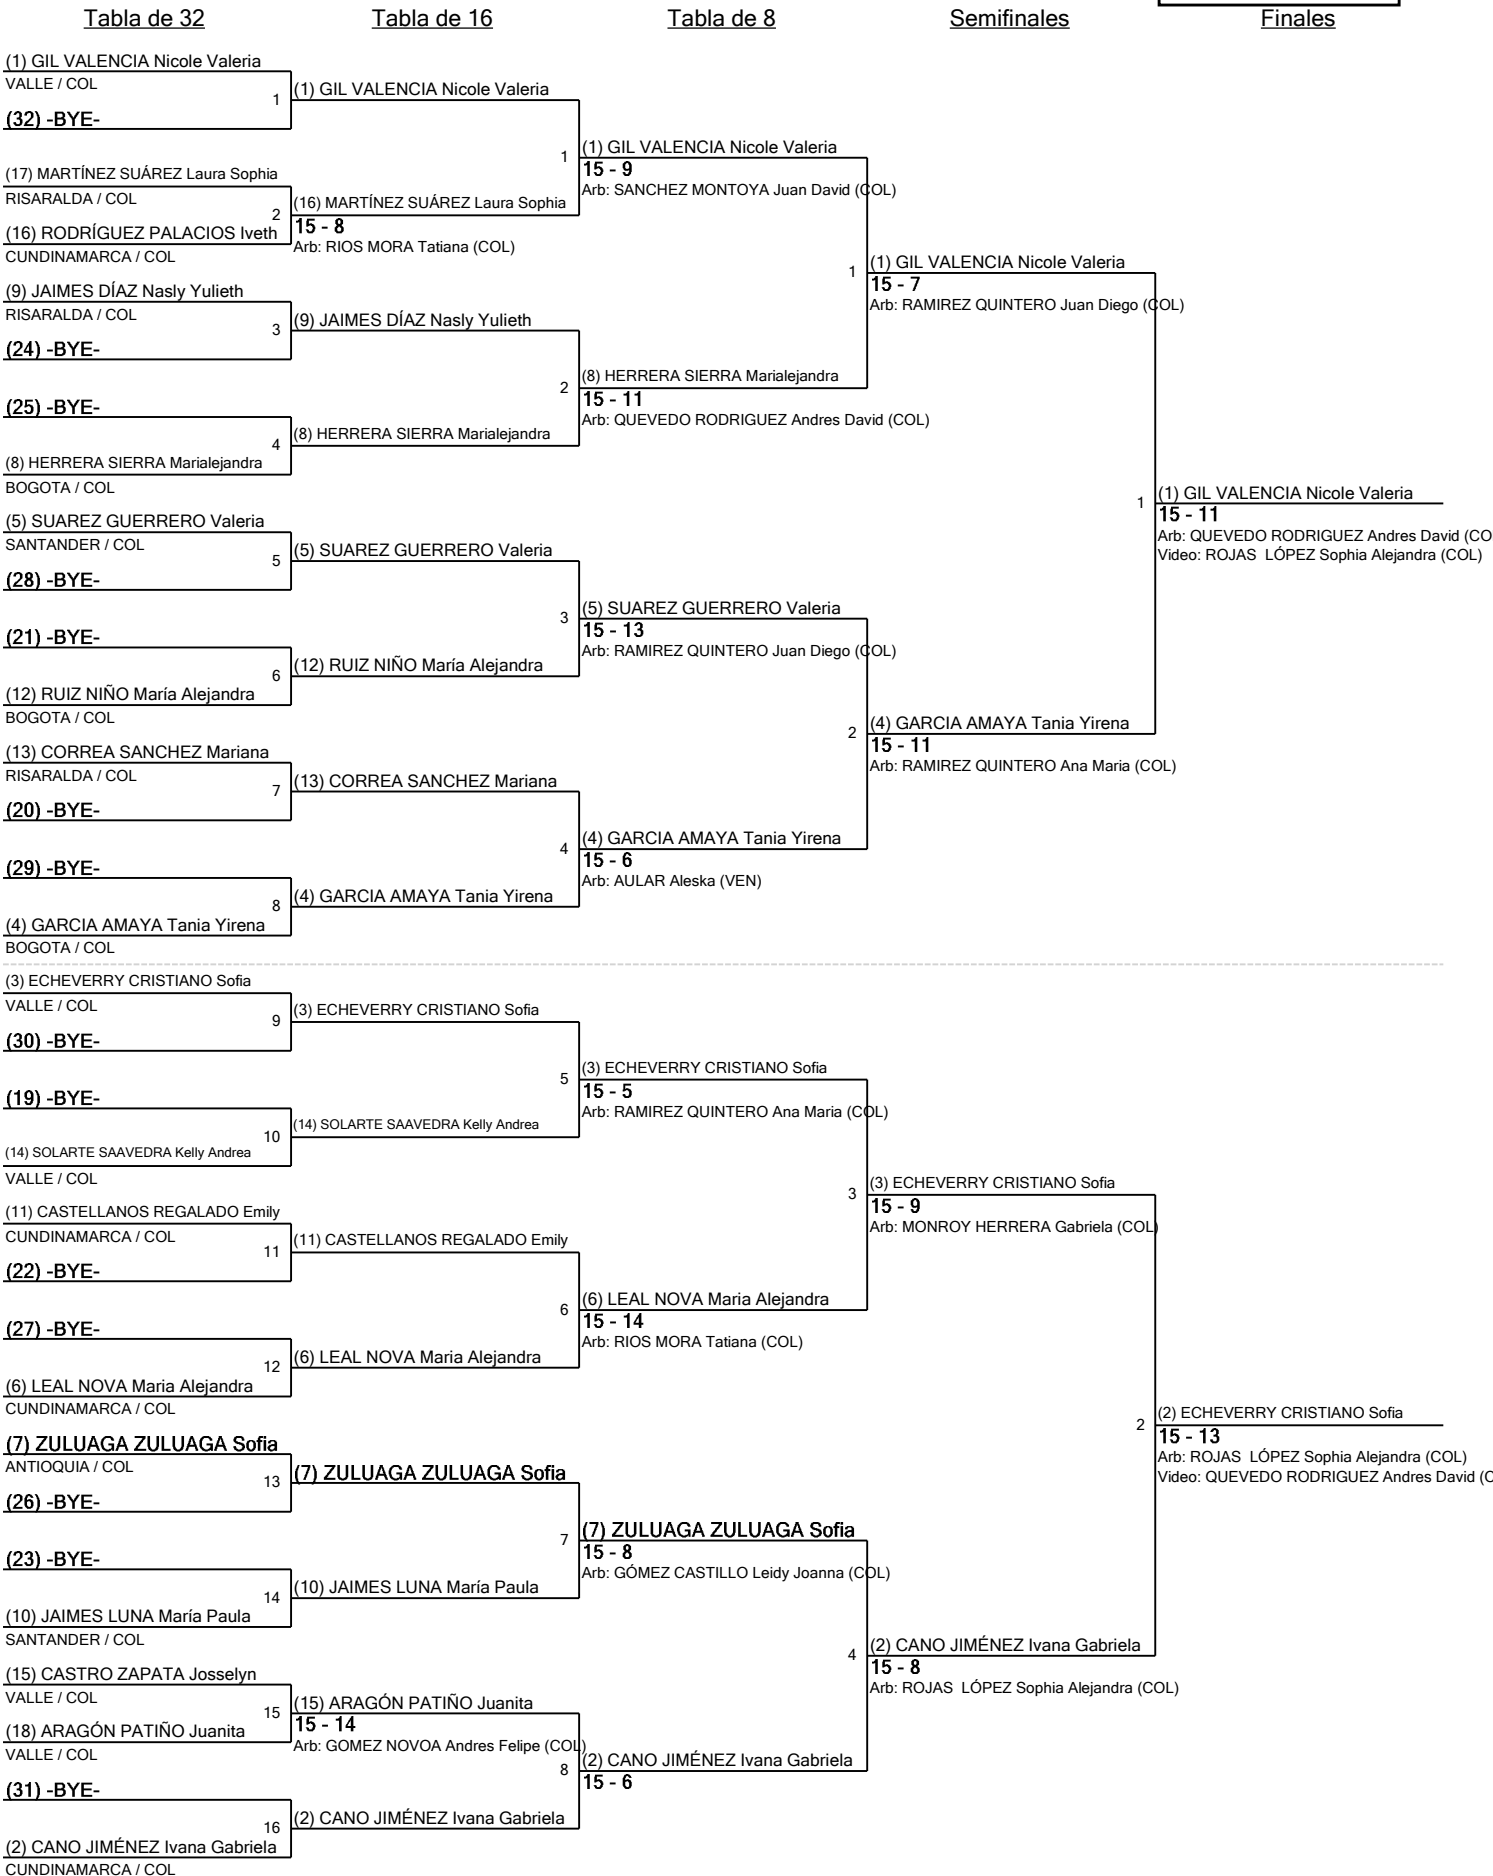 Tabla de 32
Tabla de 16
Tabla de 8
Semifinales
Finales
(1) GIL VALENCIA Nicole Valeria
VALLE / COL
1
(32) -BYE-
(17) MARTÍNEZ SUÁREZ Laura Sophia
RISARALDA / COL
2
(16) RODRÍGUEZ PALACIOS Iveth
CUNDINAMARCA / COL
(9) JAIMES DÍAZ Nasly Yulieth
RISARALDA / COL
3
(24) -BYE-
(25) -BYE-
4
(8) HERRERA SIERRA Marialejandra
BOGOTA / COL
(5) SUAREZ GUERRERO Valeria
SANTANDER / COL
5
(28) -BYE-
(21) -BYE-
6
(12) RUIZ NIÑO María Alejandra
BOGOTA / COL
(13) CORREA SANCHEZ Mariana
RISARALDA / COL
7
(20) -BYE-
(29) -BYE-
8
(4) GARCIA AMAYA Tania Yirena
BOGOTA / COL
(3) ECHEVERRY CRISTIANO Sofia
VALLE / COL
9
(30) -BYE-
(19) -BYE-
10
(14) SOLARTE SAAVEDRA Kelly Andrea
VALLE / COL
(11) CASTELLANOS REGALADO Emily
CUNDINAMARCA / COL
11
(22) -BYE-
(27) -BYE-
12
(6) LEAL NOVA Maria Alejandra
CUNDINAMARCA / COL
(7) ZULUAGA ZULUAGA Sofia
ANTIOQUIA / COL
13
(26) -BYE-
(23) -BYE-
14
(10) JAIMES LUNA María Paula
SANTANDER / COL
(15) CASTRO ZAPATA Josselyn
VALLE / COL
15
(18) ARAGÓN PATIÑO Juanita
VALLE / COL
(31) -BYE-
16
(2) CANO JIMÉNEZ Ivana Gabriela
CUNDINAMARCA / COL
(1) GIL VALENCIA Nicole Valeria
1
(16) MARTÍNEZ SUÁREZ Laura Sophia
15 - 8
Arb: RIOS MORA Tatiana (COL)
(9) JAIMES DÍAZ Nasly Yulieth
2
(8) HERRERA SIERRA Marialejandra
(5) SUAREZ GUERRERO Valeria
3
(12) RUIZ NIÑO María Alejandra
(13) CORREA SANCHEZ Mariana
4
(4) GARCIA AMAYA Tania Yirena
(3) ECHEVERRY CRISTIANO Sofia
5
(14) SOLARTE SAAVEDRA Kelly Andrea
(11) CASTELLANOS REGALADO Emily
6
(6) LEAL NOVA Maria Alejandra
(7) ZULUAGA ZULUAGA Sofia
7
(10) JAIMES LUNA María Paula
(15) ARAGÓN PATIÑO Juanita
15 - 14
Arb: GOMEZ NOVOA Andres Felipe (COL)
8
(2) CANO JIMÉNEZ Ivana Gabriela
(1) GIL VALENCIA Nicole Valeria
15 - 9
Arb: SANCHEZ MONTOYA Juan David (COL)
1
(8) HERRERA SIERRA Marialejandra
15 - 11
Arb: QUEVEDO RODRIGUEZ Andres David (COL)
(5) SUAREZ GUERRERO Valeria
15 - 13
Arb: RAMIREZ QUINTERO Juan Diego (COL)
2
(4) GARCIA AMAYA Tania Yirena
15 - 6
Arb: AULAR Aleska (VEN)
(3) ECHEVERRY CRISTIANO Sofia
15 - 5
Arb: RAMIREZ QUINTERO Ana Maria (COL)
3
(6) LEAL NOVA Maria Alejandra
15 - 14
Arb: RIOS MORA Tatiana (COL)
(7) ZULUAGA ZULUAGA Sofia
15 - 8
Arb: GÓMEZ CASTILLO Leidy Joanna (COL)
4
(2) CANO JIMÉNEZ Ivana Gabriela
15 - 6
(1) GIL VALENCIA Nicole Valeria
15 - 7
Arb: RAMIREZ QUINTERO Juan Diego (COL)
1
(4) GARCIA AMAYA Tania Yirena
15 - 11
Arb: RAMIREZ QUINTERO Ana Maria (COL)
(3) ECHEVERRY CRISTIANO Sofia
15 - 9
Arb: MONROY HERRERA Gabriela (COL)
2
(2) CANO JIMÉNEZ Ivana Gabriela
15 - 8
Arb: ROJAS LÓPEZ Sophia Alejandra (COL)
(1) GIL VALENCIA Nicole Valeria
15 - 11
Arb: QUEVEDO RODRIGUEZ Andres David (CO
Video: ROJAS LÓPEZ Sophia Alejandra (COL)
(2) ECHEVERRY CRISTIANO Sofia
15 - 13
Arb: ROJAS LÓPEZ Sophia Alejandra (COL)
Video: QUEVEDO RODRIGUEZ Andres David (C